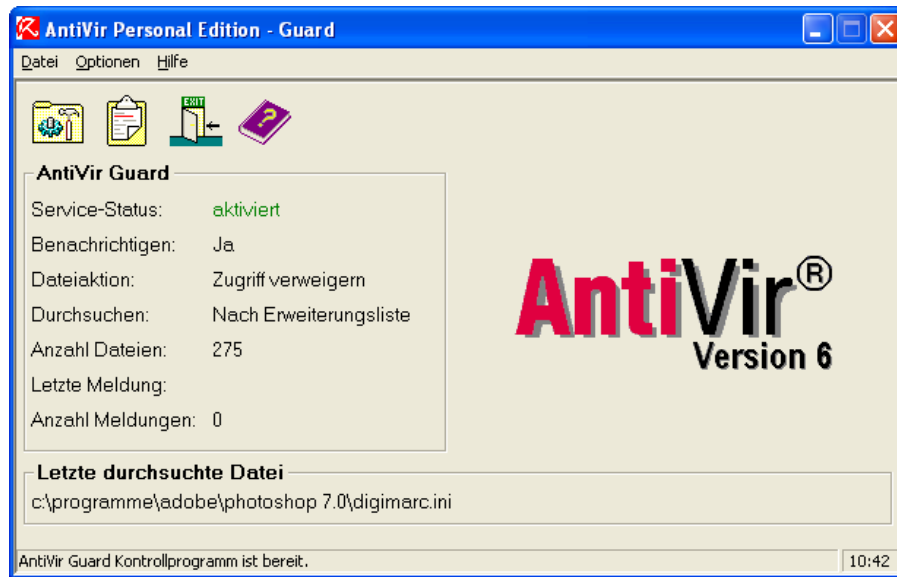 AntiVir Personal Edition - Guard
Datei Optionen Hilfe
EXIT
?
AntiVir Guard
Service-Status: aktiviert
Benachrichtigen: Ja
Dateiaktion: Zugriff verweigern
Durchsuchen: Nach Erweiterungsliste
Anzahl Dateien: 275
Letzte Meldung:
Anzahl Meldungen: 0
AntiVir®
Version 6
Letzte durchsuchte Datei
c:\programme\adobe\photoshop 7.0\digimarc.ini
AntiVir Guard Kontrollprogramm ist bereit. 10:42